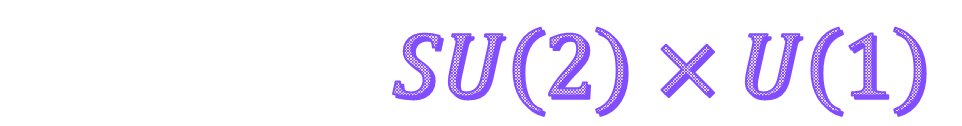 SU(2) × U(1)